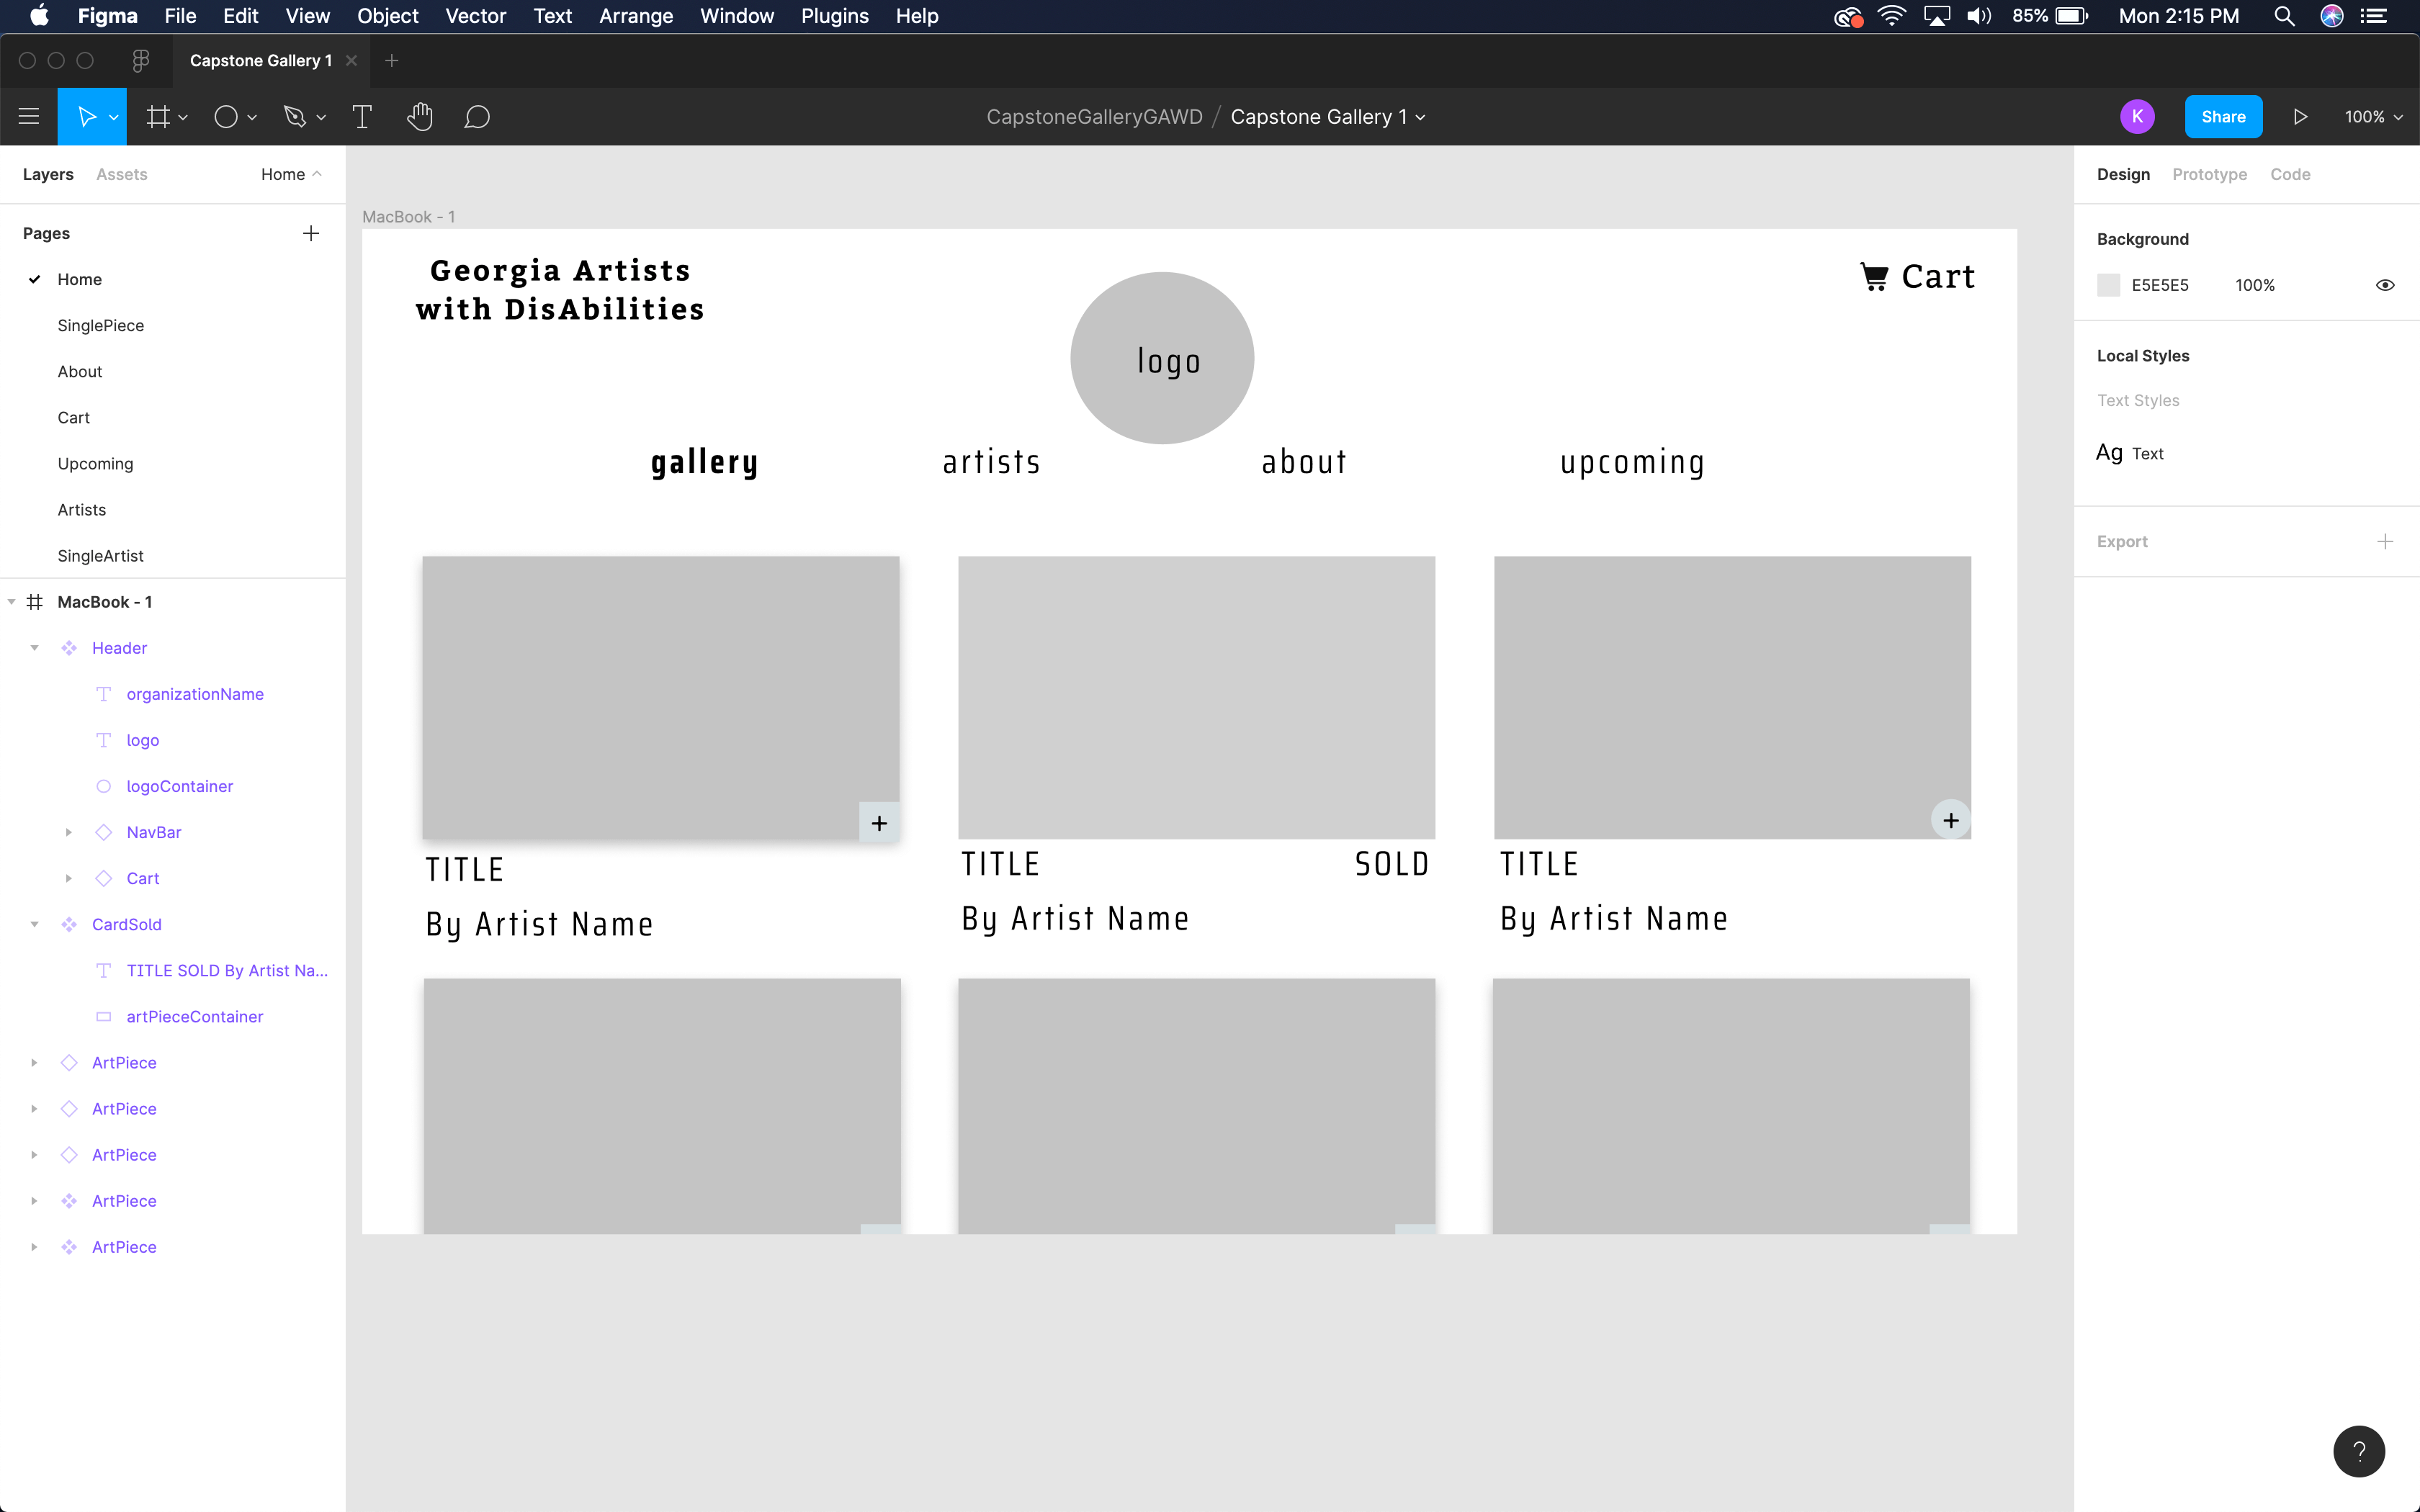 Figma File Edit View Object Vector Text Arrange Window Plugins Help 85% Mon 2:15 PM
Capstone Gallery 1
CapstoneGalleryGAWD / Capstone Gallery 1 K Share 100%
Layers Assets Home
Pages
Home
SinglePiece
About
Cart
Upcoming
Artists
SingleArtist
MacBook - 1
Header
organizationName
logo
logoContainer
NavBar
Cart
CardSold
TITLE SOLD By Artist Na...
artPieceContainer
ArtPiece
ArtPiece
ArtPiece
ArtPiece
ArtPiece
MacBook - 1
Georgia Artists
with DisAbilities
logo
Cart
gallery artists about upcoming
+ +
TITLE TITLE SOLD TITLE
By Artist Name By Artist Name By Artist Name
Design Prototype Code
Background
E5E5E5 100%
Local Styles
Text Styles
Ag Text
Export
?